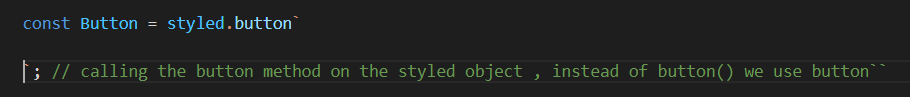 const Button = styled.button`
`; // calling the button method on the styled object , instead of button() we use button``